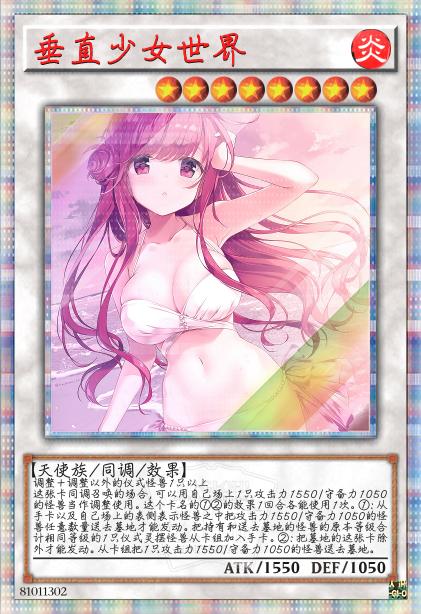 垂直少女世界
炎
【天使族/同调/效果】
调整＋调整以外的仪式怪兽1只以上
这张卡同调召唤的场合，可以用自己场上1只攻击力1550/守备力1050
的怪兽当作调整使用。这个卡名的①②的效果1回合各能使用1次。①：从
手卡以及自己场上的表侧表示怪兽之中把攻击力1550/守备力1050的怪
兽任意数量送去墓地才能发动。把持有和送去墓地的怪兽的原本等级合
计相同等级的1只仪式灵摆怪兽从卡组加入手卡。②：把墓地的这张卡除
外才能发动。从卡组把1只攻击力1550/守备力1050的怪兽送去墓地。
ATK/1550 DEF/1050
81011302